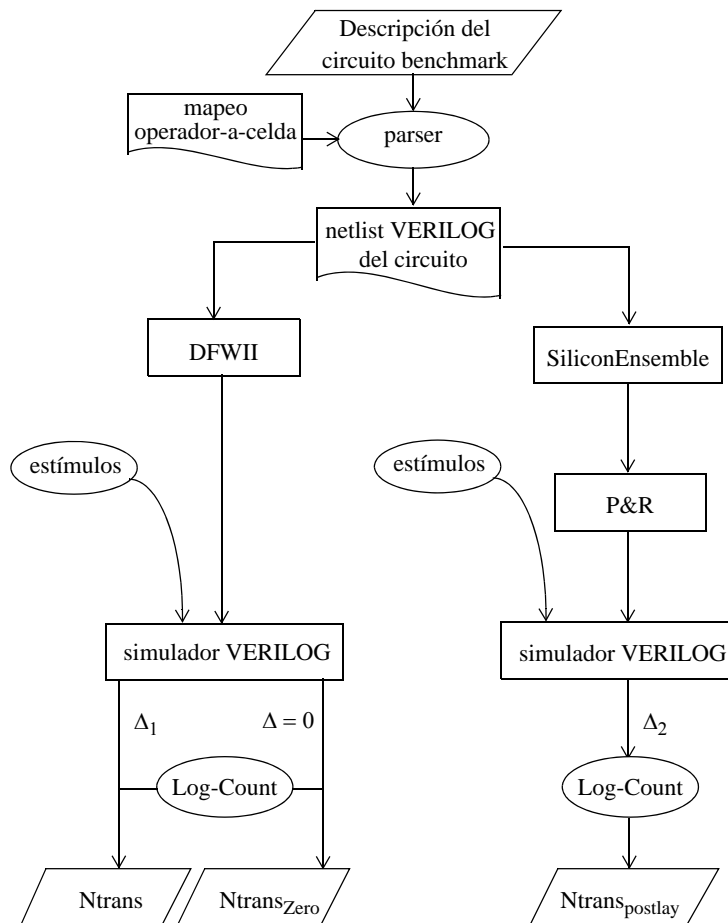 Descripción del
circuito benchmark
mapeo
operador-a-celda
parser
netlist VERILOG
del circuito
DFWII
SiliconEnsemble
estímulos
estímulos
P&R
simulador VERILOG
simulador VERILOG
Δ1
Δ = 0
Δ2
Log-Count
Log-Count
Ntrans
NtransZero
Ntranspostlay